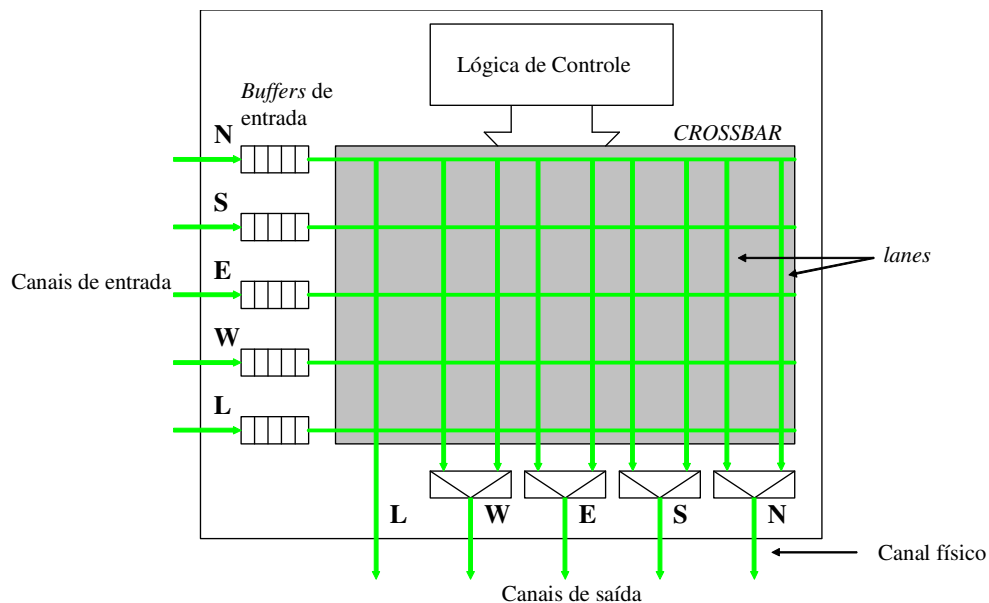 Lógica de Controle
Buffers de
entrada
CROSSBAR
N
S
lanes
E
Canais de entrada
W
L
L
W
E
S
N
Canal físico
Canais de saída